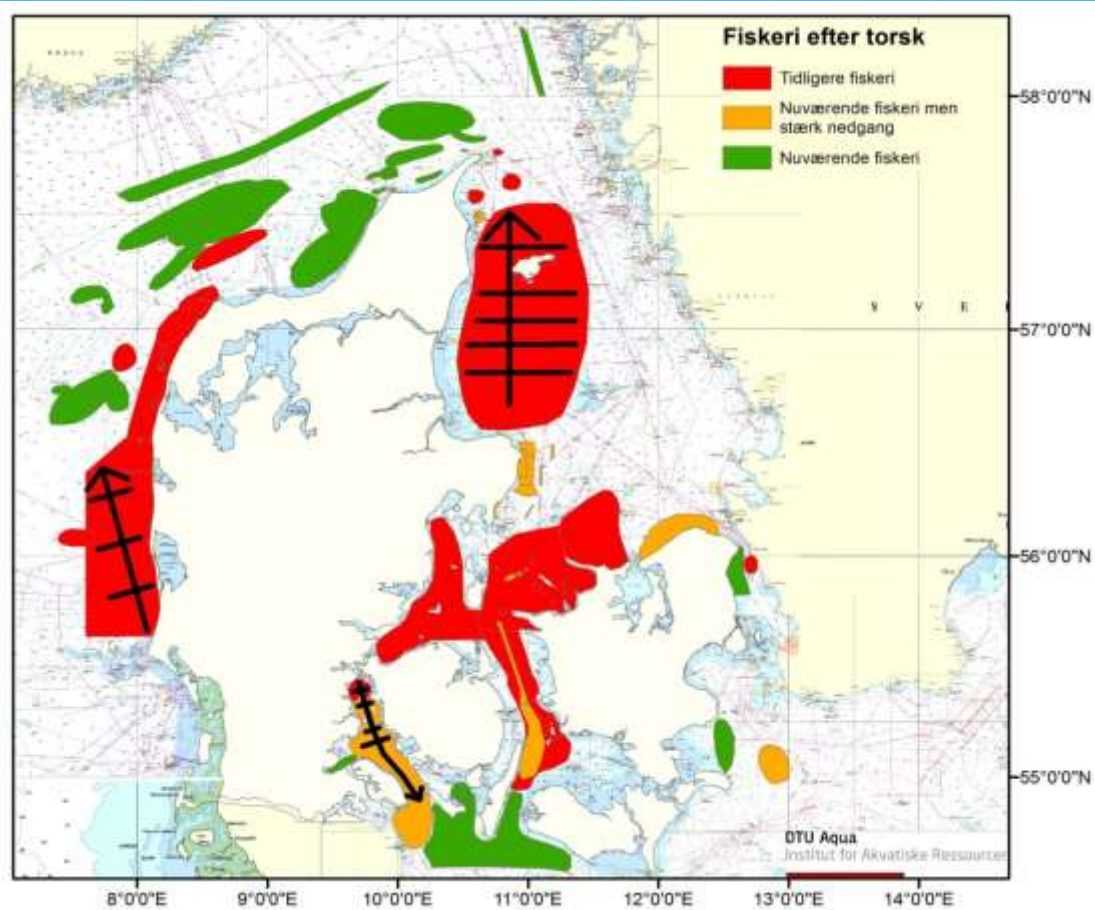 Fiskeri efter torsk
Tidligere fiskeri
Nuværende fiskeri men
stærk nedgang
Nuværende fiskeri
58°0'0"N
S V E
57°0'0"N
56°0'0"N
55°0'0"N
DTU Aqua
Institut for Akvatiske Ressourcer
8°0'0"E 9°0'0"E 10°0'0"E 11°0'0"E 12°0'0"E 13°0'0"E 14°0'0"E